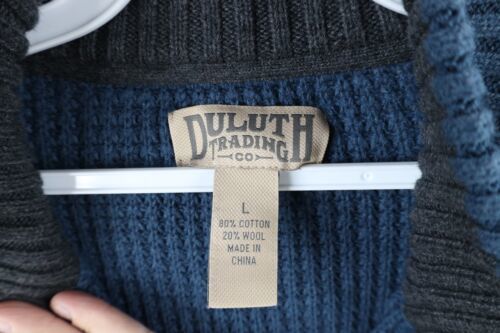 DULUTH
TRADING
CO
L
80% COTTON
20% WOOL
MADE IN
CHINA